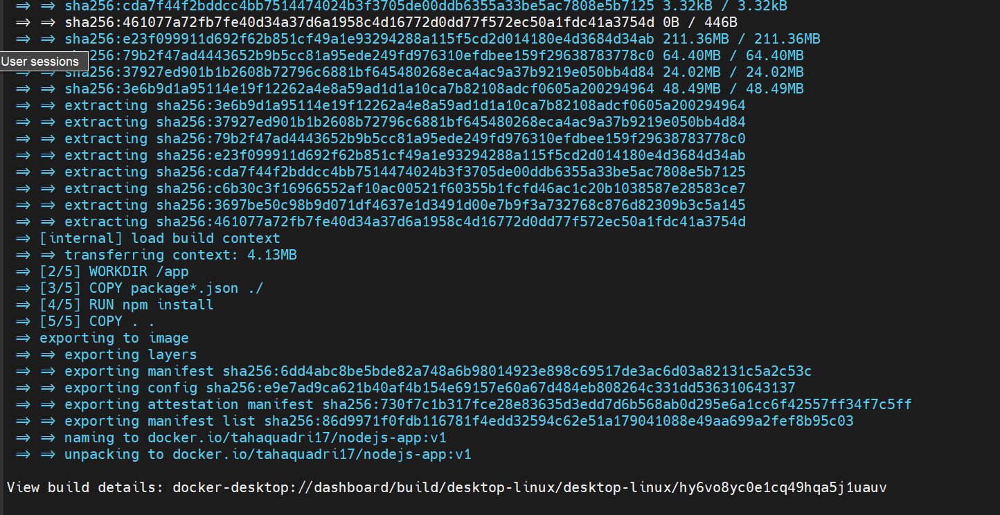 ⇒ ⇒ sha256:cda7f44f2bddcc4bb7514474024b3f3705de00ddb6355a33be5ac7808e5b7125 3.32kB / 3.32kB
⇒ ⇒ sha256:461077a72fb7fe40d34a37d6a1958c4d16772d0dd77f572ec50a1fdc41a3754d 0B / 446B
⇒ ⇒ sha256:e23f099911d692f62b851cf49a1e93294288a115f5cd2d014180e4d3684d34ab 211.36MB / 211.36MB
User sessions
sha256:79b2f47ad4443652b9b5cc81a95ede249fd976310efdbee159f29638783778c0 64.40MB / 64.40MB
⇒ ⇒ sha256:37927ed901b1b2608b72796c6881bf645480268eca4ac9a37b9219e050bb4d84 24.02MB / 24.02MB
⇒ ⇒ sha256:3e6b9d1a95114e19f12262a4e8a59ad1d1a10ca7b82108adcf0605a200294964 48.49MB / 48.49MB
⇒ ⇒ extracting sha256:3e6b9d1a95114e19f12262a4e8a59ad1d1a10ca7b82108adcf0605a200294964
⇒ ⇒ extracting sha256:37927ed901b1b2608b72796c6881bf645480268eca4ac9a37b9219e050bb4d84
⇒ ⇒ extracting sha256:79b2f47ad4443652b9b5cc81a95ede249fd976310efdbee159f29638783778c0
⇒ ⇒ extracting sha256:e23f099911d692f62b851cf49a1e93294288a115f5cd2d014180e4d3684d34ab
⇒ ⇒ extracting sha256:cda7f44f2bddcc4bb7514474024b3f3705de00ddb6355a33be5ac7808e5b7125
⇒ ⇒ extracting sha256:c6b30c3f16966552af10ac00521f60355b1fcfd46ac1c20b1038587e28583ce7
⇒ ⇒ extracting sha256:3697be50c98b9d071df4637e1d3491d00e7b9f3a732768c876d82309b3c5a145
⇒ ⇒ extracting sha256:461077a72fb7fe40d34a37d6a1958c4d16772d0dd77f572ec50a1fdc41a3754d
⇒ [internal] load build context
⇒ ⇒ transferring context: 4.13MB
⇒ [2/5] WORKDIR /app
⇒ [3/5] COPY package*.json ./
⇒ [4/5] RUN npm install
⇒ [5/5] COPY . .
⇒ exporting to image
⇒ ⇒ exporting layers
⇒ ⇒ exporting manifest sha256:6dd4abc8be5bde82a748a6b98014923e898c69517de3ac6d03a82131c5a2c53c
⇒ ⇒ exporting config sha256:e9e7ad9ca621b40af4b154e69157e60a67d484eb808264c331dd536310643137
⇒ ⇒ exporting attestation manifest sha256:730f7c1b317fce28e83635d3edd7d6b568ab0d295e6a1cc6f42557ff34f7c5ff
⇒ ⇒ exporting manifest list sha256:86d9971f0fdb116781f4edd32594c62e51a179041088e49aa699a2fef8b95c03
⇒ ⇒ naming to docker.io/tahaquadri17/nodejs-app:v1
⇒ ⇒ unpacking to docker.io/tahaquadri17/nodejs-app:v1
View build details: docker-desktop://dashboard/build/desktop-linux/desktop-linux/hy6vo8yc0e1cq49hqa5j1uauv